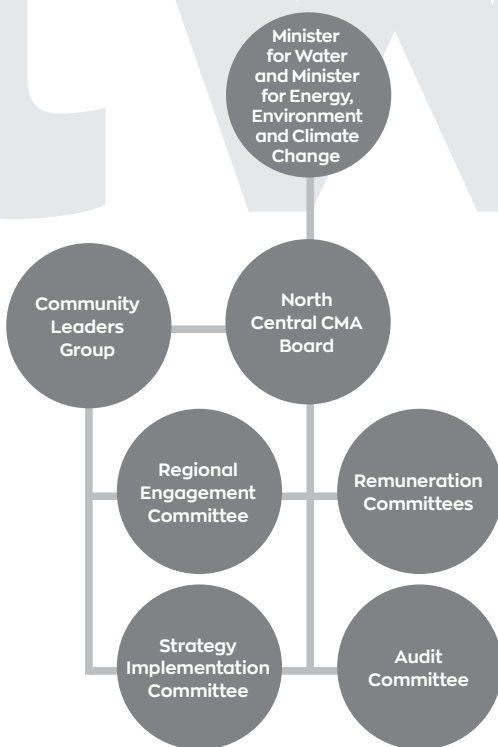 Minister
for Water
and Minister
for Energy,
Environment
and Climate
Change
Community
Leaders
Group
North
Central CMA
Board
Regional
Engagement
Committee
Remuneration
Committees
Strategy
Implementation
Committee
Audit
Committee